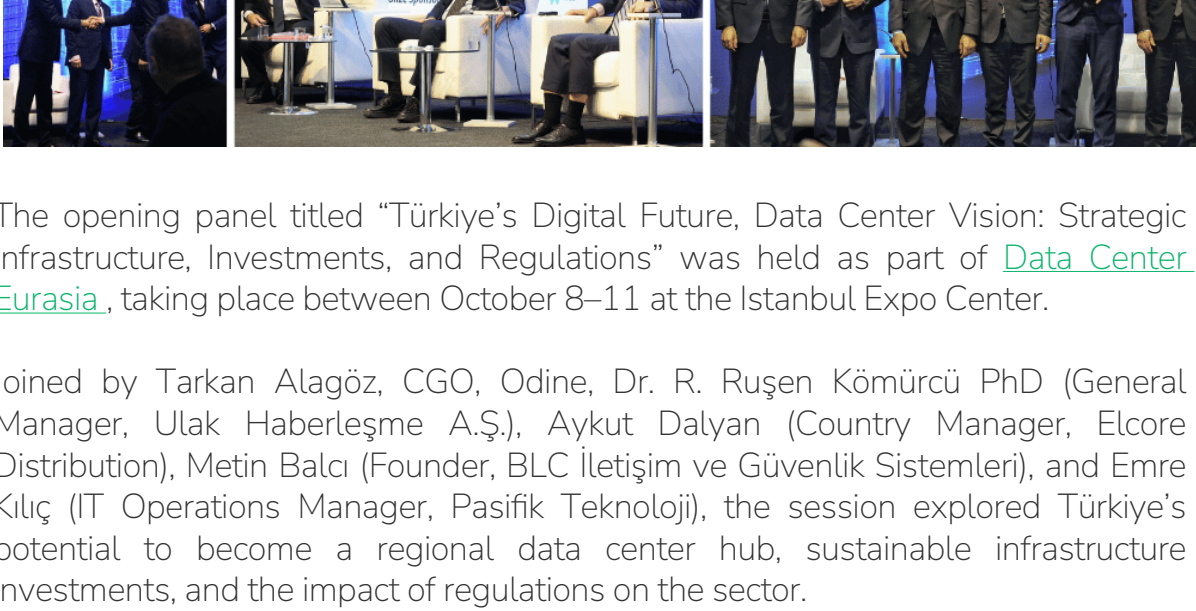 The opening panel titled “Türkiye’s Digital Future, Data Center Vision: Strategic
Infrastructure, Investments, and Regulations” was held as part of Data Center
Eurasia , taking place between October 8–11 at the Istanbul Expo Center.
Joined by Tarkan Alagöz, CGO, Odine, Dr. R. Ruşen Kömürcü PhD (General
Manager, Ulak Haberleşme A.Ş.), Aykut Dalyan (Country Manager, Elcore
Distribution), Metin Balcı (Founder, BLC İletişim ve Güvenlik Sistemleri), and Emre
Kılıç (IT Operations Manager, Pasifik Teknoloji), the session explored Türkiye’s
potential to become a regional data center hub, sustainable infrastructure
investments, and the impact of regulations on the sector.